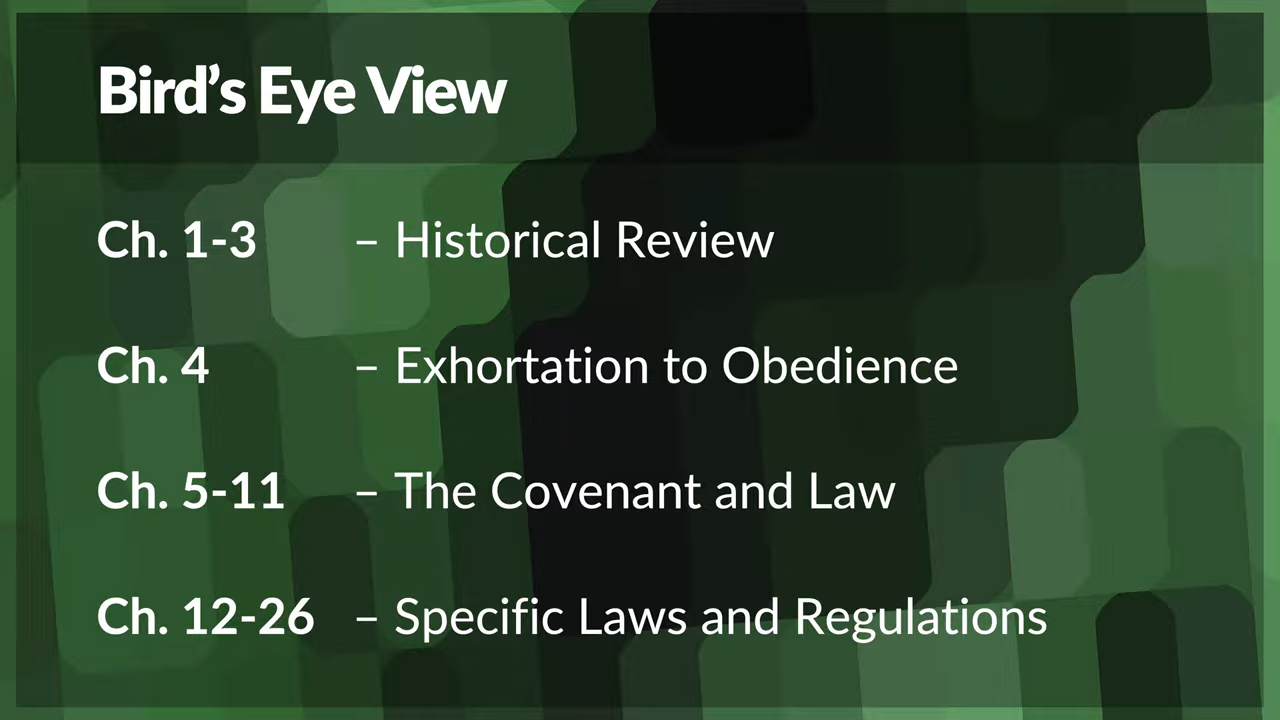 Bird’s Eye View
Ch. 1-3 – Historical Review
Ch. 4 – Exhortation to Obedience
Ch. 5-11 – The Covenant and Law
Ch. 12-26 – Specific Laws and Regulations